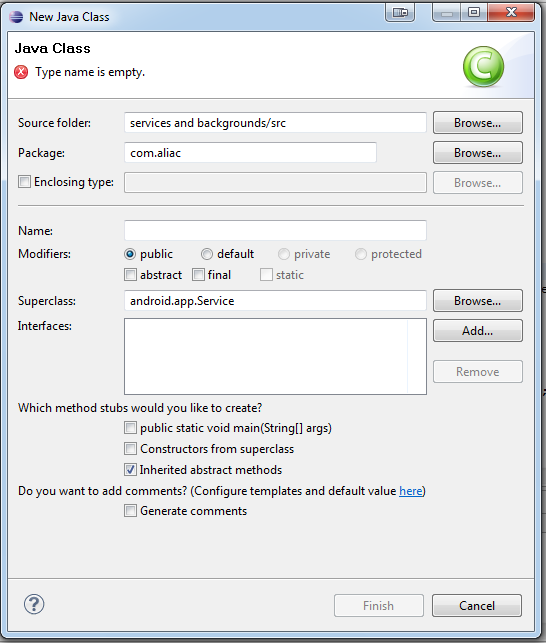 New Java Class
Java Class
Type name is empty.
Source folder: services and backgrounds/src Browse...
Package: com.aliac Browse...
Enclosing type: Browse...
Name:
Modifiers: public default private protected
abstract final static
Superclass: android.app.Service Browse...
Interfaces: Add...
Remove
Which method stubs would you like to create?
public static void main(String[] args)
Constructors from superclass
Inherited abstract methods
Do you want to add comments? (Configure templates and default value here)
Generate comments
Finish Cancel